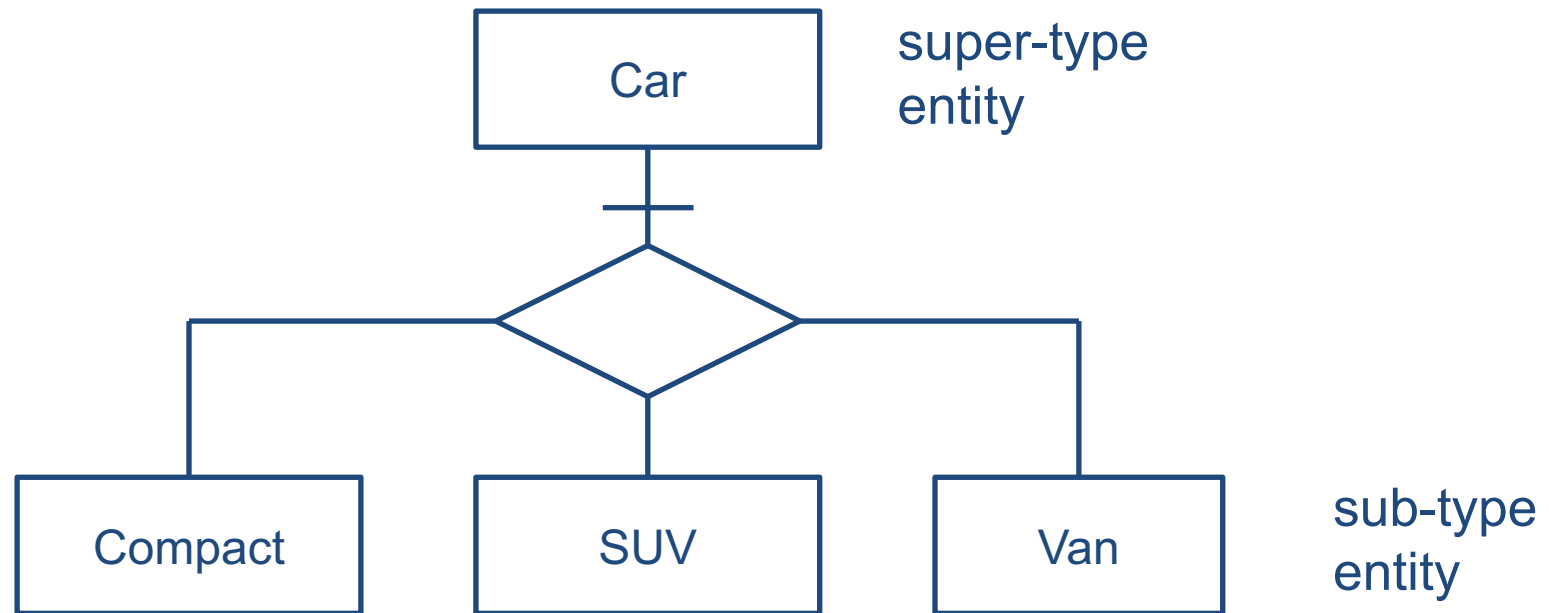 Car
super-type
entity
Compact
SUV
Van
sub-type
entity